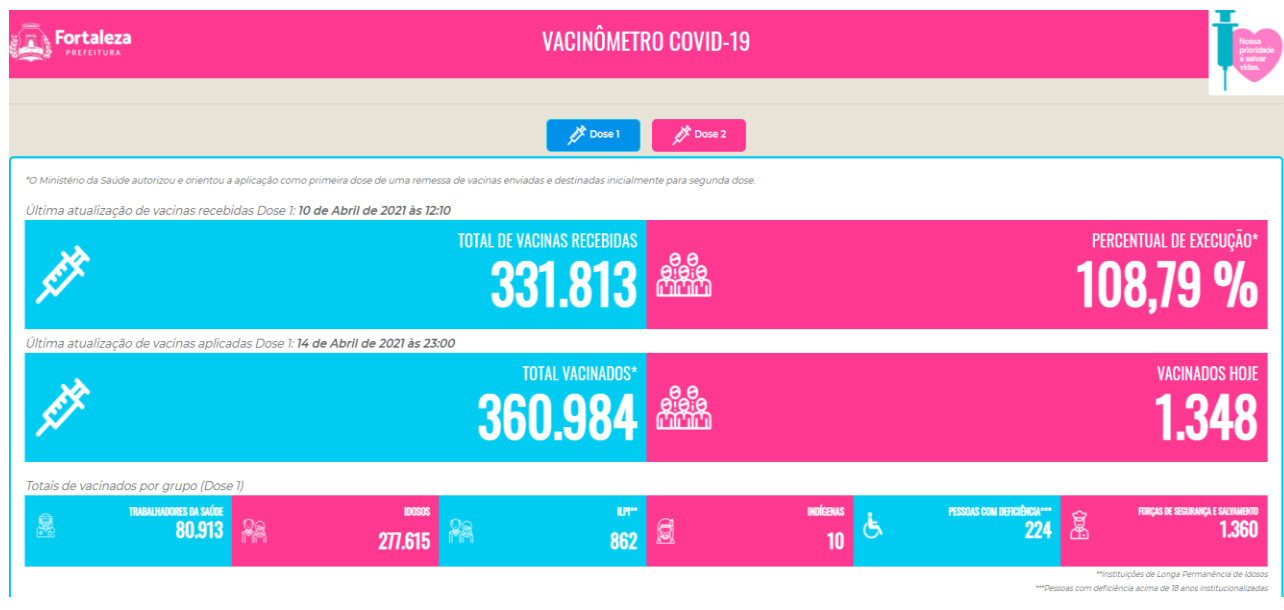 Fortaleza
PREFEITURA
VACINÔMETRO COVID-19
Nossa
prioridade
é salvar
vidas.
Dose 1
Dose 2
*O Ministério da Saúde autorizou e orientou a aplicação como primeira dose de uma remessa de vacinas enviadas e destinadas inicialmente para segunda dose.
Última atualização de vacinas recebidas Dose 1: 10 de Abril de 2021 às 12:10
TOTAL DE VACINAS RECEBIDAS
331.813
PERCENTUAL DE EXECUÇÃO*
108,79 %
Última atualização de vacinas aplicadas Dose 1: 14 de Abril de 2021 às 23:00
TOTAL VACINADOS*
360.984
VACINADOS HOJE
1.348
Totais de vacinados por grupo (Dose 1)
TRABALHADORES DA SAÚDE
80.913
IDOSOS
277.615
ILPI**
862
INDÍGENAS
10
PESSOAS COM DEFICIÊNCIA***
224
FORÇAS DE SEGURANÇA E SALVAMENTO
1.360
**Instituições de Longa Permanência de Idosos
***Pessoas com deficiência acima de 18 anos institucionalizadas